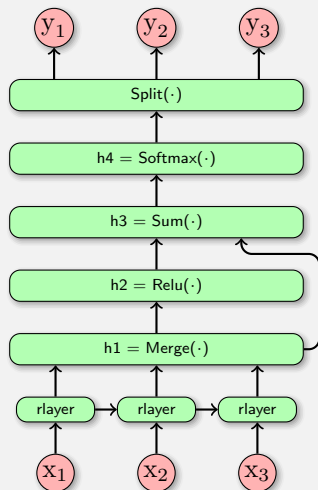 y1 y2 y3
Split(·)
h4 = Softmax(·)
h3 = Sum(·)
h2 = Relu(·)
h1 = Merge(·)
rlayer rlayer rlayer
x1 x2 x3